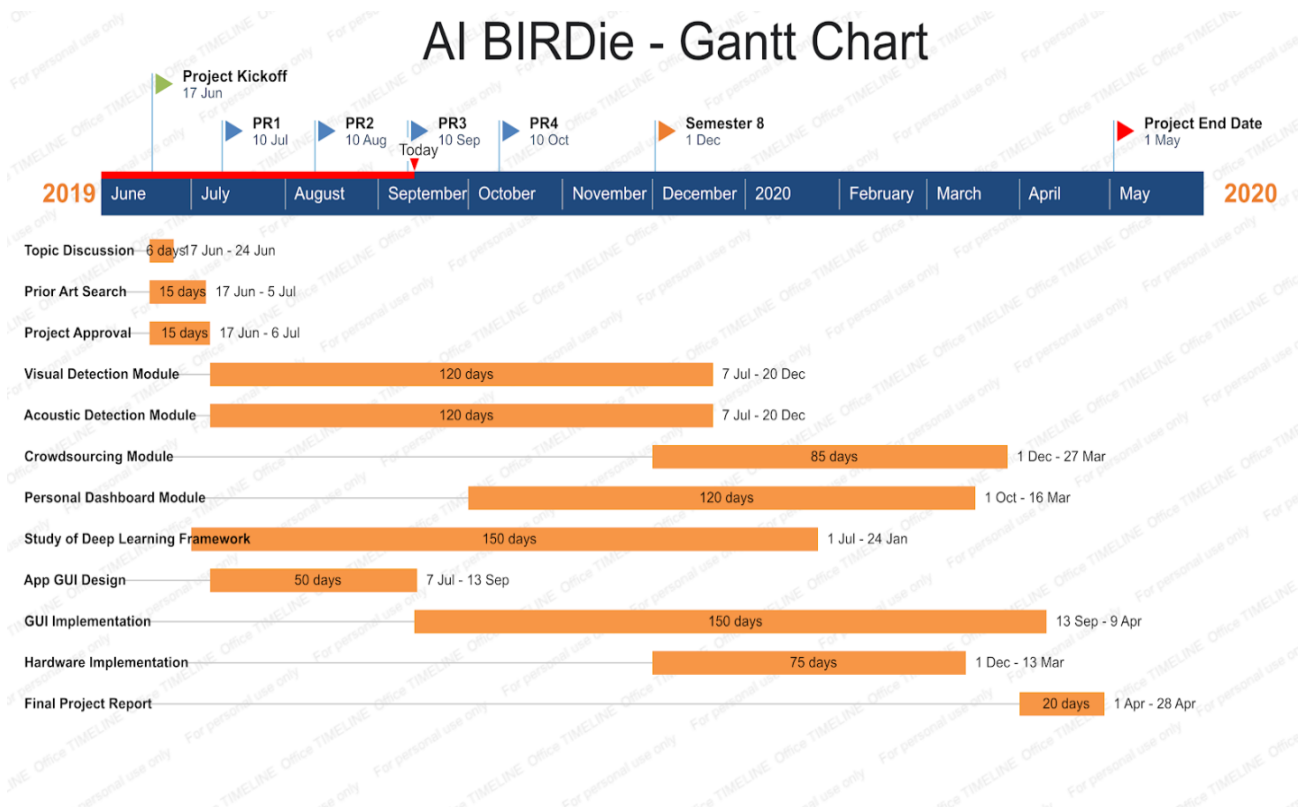 AI BIRDie - Gantt Chart
Project Kickoff
17 Jun
PR1
10 Jul
PR2
10 Aug
PR3
10 Sep
PR4
10 Oct
Semester 8
1 Dec
Project End Date
1 May
Today
2019 June July August September October November December 2020 February March April May 2020
Topic Discussion 6 days 17 Jun - 24 Jun
Prior Art Search 15 days 17 Jun - 5 Jul
Project Approval 15 days 17 Jun - 6 Jul
Visual Detection Module 120 days 7 Jul - 20 Dec
Acoustic Detection Module 120 days 7 Jul - 20 Dec
Crowdsourcing Module 85 days 1 Dec - 27 Mar
Personal Dashboard Module 120 days 1 Oct - 16 Mar
Study of Deep Learning Framework 150 days 1 Jul - 24 Jan
App GUI Design 50 days 7 Jul - 13 Sep
GUI Implementation 150 days 13 Sep - 9 Apr
Hardware Implementation 75 days 1 Dec - 13 Mar
Final Project Report 20 days 1 Apr - 28 Apr
For personal use only Office TIMELINE